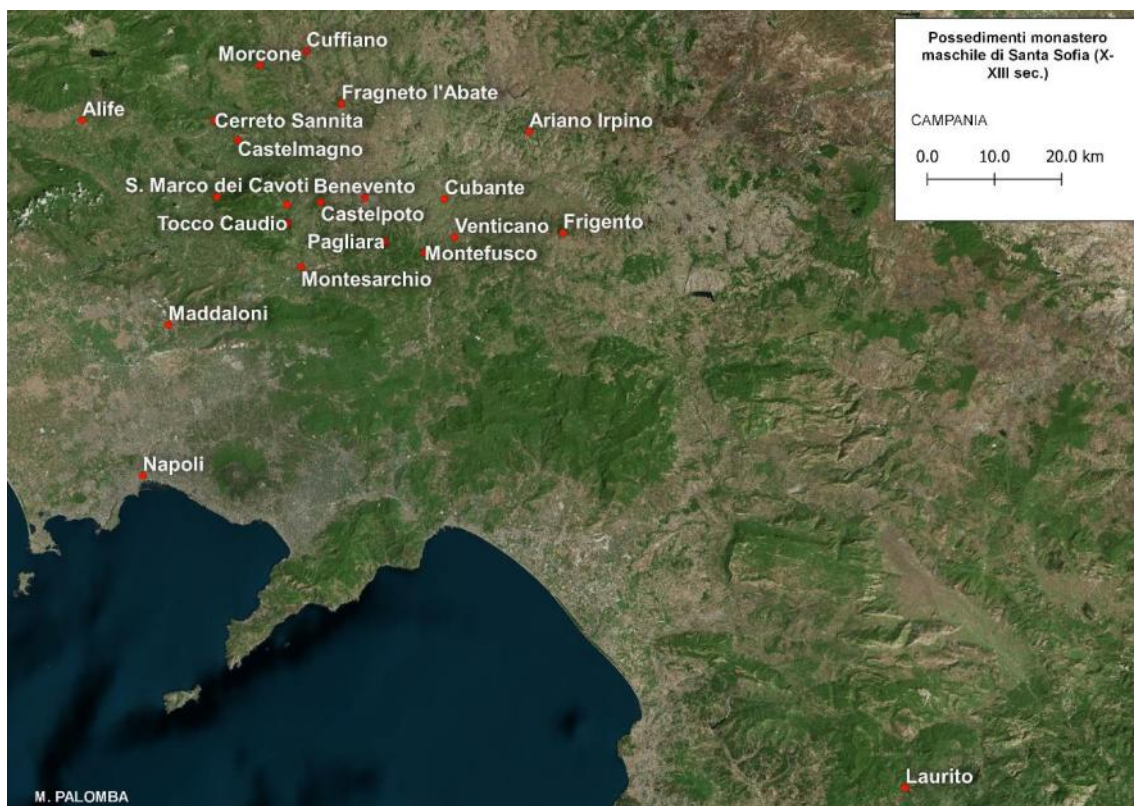 Possedimenti monastero
maschile di Santa Sofia (X-
XIII sec.)
CAMPANIA
0.0 10.0 20.0 km
Cuffiano
Morcone
Fragneto l'Abate
Alife
Cerreto Sannita
Ariano Irpino
Castelmagno
S. Marco dei Cavoti
Benevento
Cubante
Castelpoto
Tocco Caudio
Venticano
Frigento
Pagliara
Montefusco
Montesarchio
Maddaloni
Napoli
Laurito
M. PALOMBA